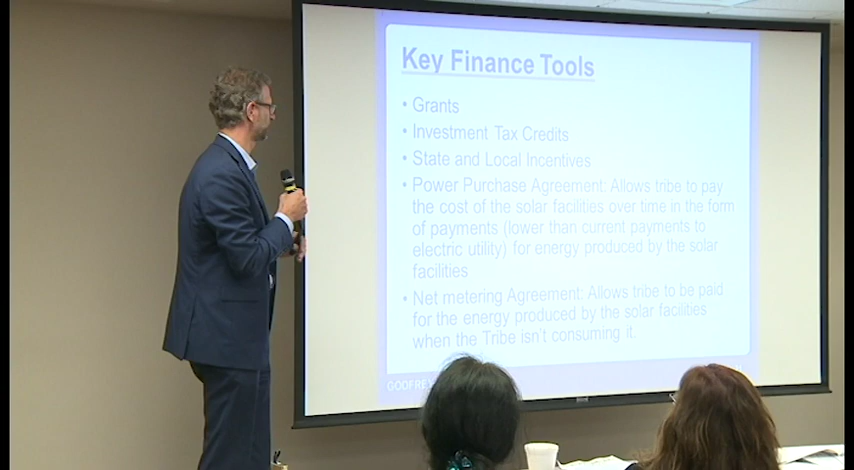 Key Finance Tools
• Grants
• Investment Tax Credits
• State and Local Incentives
• Power Purchase Agreement: Allows tribe to pay
the cost of the solar facilities over time in the form
of payments (lower than current payments to
electric utility) for energy produced by the solar
facilities
• Net metering Agreement: Allows tribe to be paid
for the energy produced by the solar facilities
when the Tribe isn't consuming it.
GODFREY